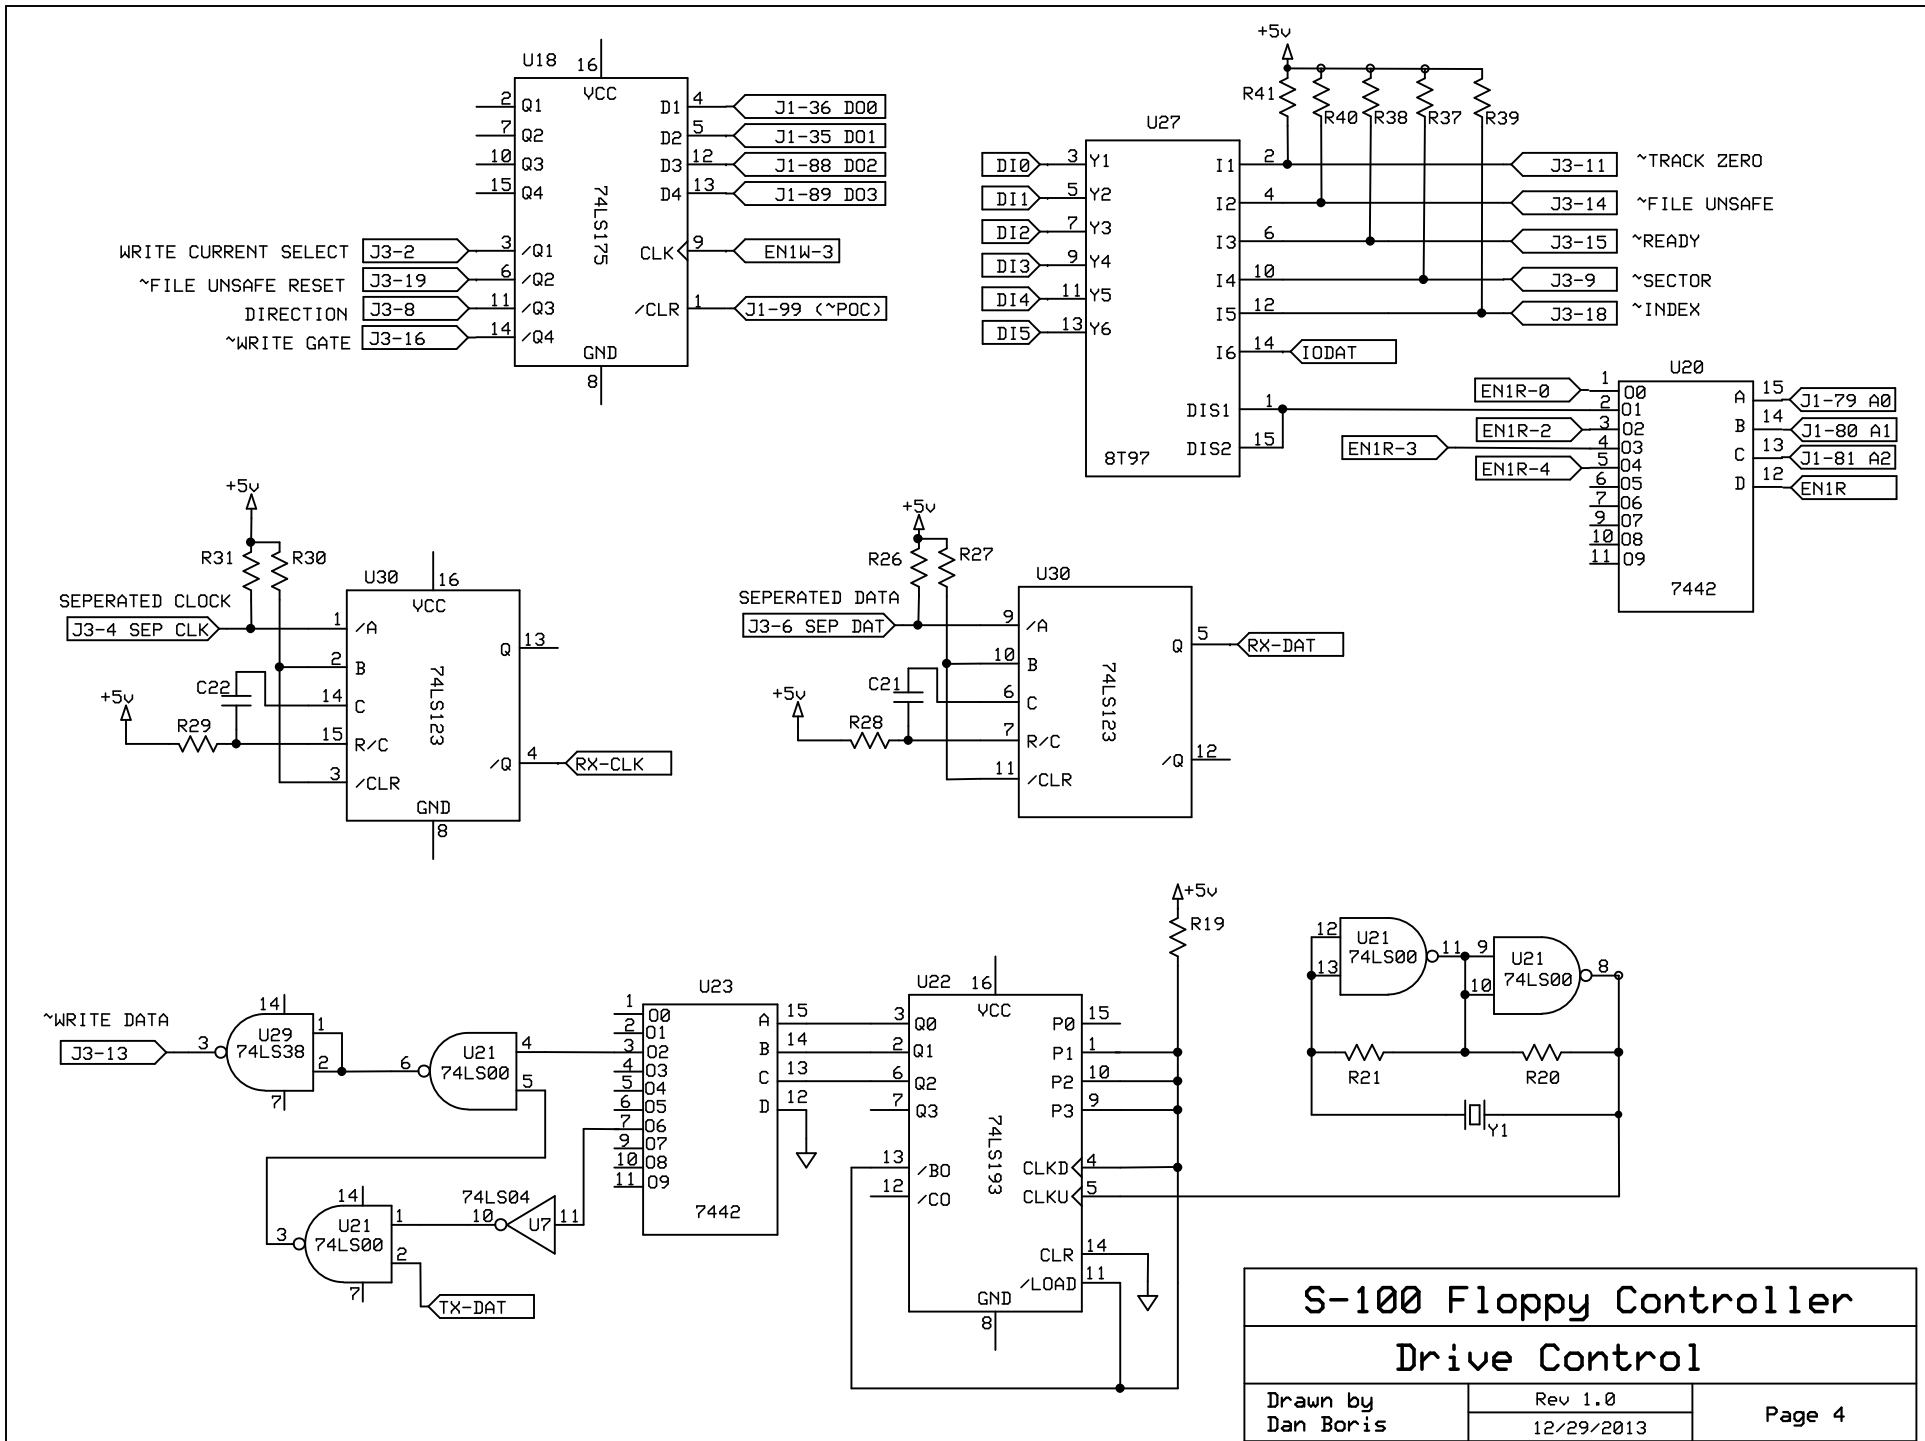 U18
16
VCC
2 Q1 D1 4 J1-36 DO0
7 Q2 D2 5 J1-35 DO1
10 Q3 D3 12 J1-88 DO2
15 Q4 D4 13 J1-89 DO3
74LS175
WRITE CURRENT SELECT J3-2 3 /Q1 CLK 9 EN1W-3
~FILE UNSAFE RESET J3-19 6 /Q2
DIRECTION J3-8 11 /Q3 /CLR 1 J1-99 (~POC)
~WRITE GATE J3-16 14 /Q4
GND
8
+5v
R41 R40 R38 R37 R39
U27
DI0 3 Y1 I1 2 J3-11 ~TRACK ZERO
DI1 5 Y2 I2 4 J3-14 ~FILE UNSAFE
DI2 7 Y3 I3 6 J3-15 ~READY
DI3 9 Y4 I4 10 J3-9 ~SECTOR
DI4 11 Y5 I5 12 J3-18 ~INDEX
DI5 13 Y6 I6 14 IODAT
DIS1 1
DIS2 15
8T97
U20
EN1R-0 1 O0 A 15 J1-79 A0
2 O1
EN1R-2 3 O2 B 14 J1-80 A1
EN1R-3 4 O3 C 13 J1-81 A2
EN1R-4 5 O4 D 12 EN1R
6 O5
7 O6
9 O7
10 O8
11 O9
7442
+5v
R31 R30
U30
16
VCC
SEPERATED CLOCK
J3-4 SEP CLK 1 /A
Q 13
2 B
C22 14 C
74LS123
+5v
R29 15 R/C
/Q 4 RX-CLK
3 /CLR
GND
8
+5v
R26 R27
U30
SEPERATED DATA
J3-6 SEP DAT 9 /A
Q 5 RX-DAT
10 B
C21 6 C
74LS123
+5v
R28 7 R/C
/Q 12
11 /CLR
~WRITE DATA
J3-13 3
14
U29
74LS38
1
2
7
6
U21
74LS00
4
5
U23
1 O0 A 15
2 O1
3 O2 B 14
4 O3 C 13
5 O4
6 O5 D 12
7 O6
9 O7
10 O8
11 O9
7442
74LS04
10 U7 11
14
3
U21
74LS00
1
2
7
TX-DAT
+5v
R19
U22
16
VCC
3 Q0 P0 15
2 Q1 P1 1
6 Q2 P2 10
7 Q3 P3 9
74LS193
13 /BO CLKD 4
12 /CO CLKU 5
CLR 14
/LOAD 11
GND
8
12
13
U21
74LS00
11
9
10
U21
74LS00
8
R21 R20
Y1
S-100 Floppy Controller
Drive Control
Drawn by
Dan Boris
Rev 1.0
12/29/2013
Page 4